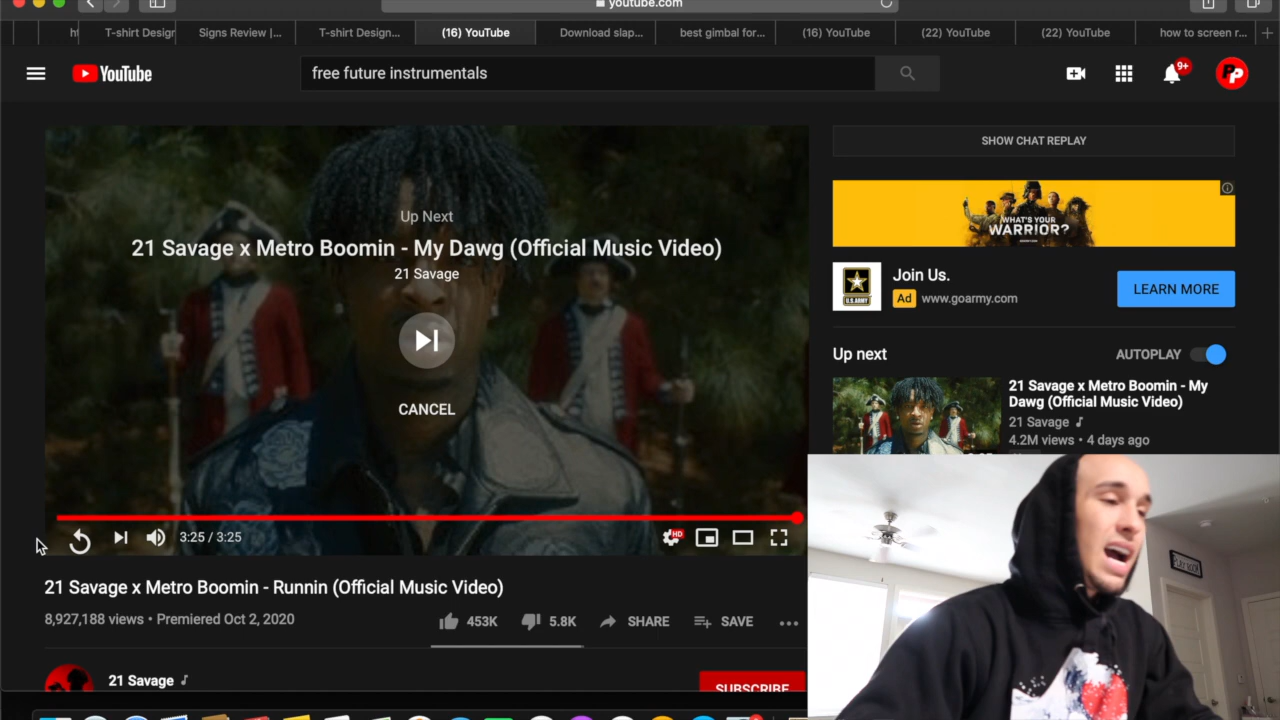 youtube.com
T-shirt Design
Signs Review |...
T-shirt Design...
(16) YouTube
Download slap...
best gimbal for...
(16) YouTube
(22) YouTube
(22) YouTube
how to screen r...
YouTube
free future instrumentals
9+
PP
Up Next
21 Savage x Metro Boomin - My Dawg (Official Music Video)
21 Savage
CANCEL
3:25 / 3:25
HD
21 Savage x Metro Boomin - Runnin (Official Music Video)
8,927,188 views • Premiered Oct 2, 2020
453K
5.8K
SHARE
SAVE
21 Savage
SUBSCRIBE
SHOW CHAT REPLAY
WHAT'S YOUR
WARRIOR?
U.S.ARMY
Join Us.
Ad www.goarmy.com
LEARN MORE
Up next
AUTOPLAY
21 Savage x Metro Boomin - My
Dawg (Official Music Video)
21 Savage
4.2M views • 4 days ago